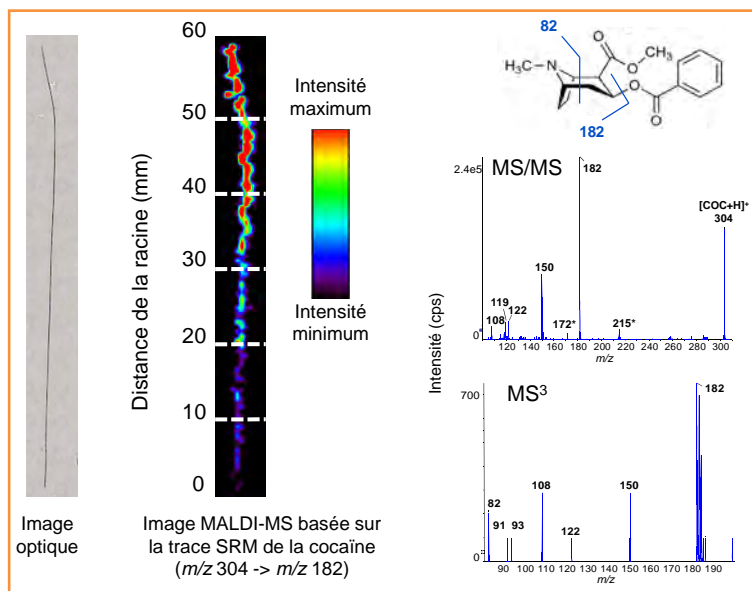 60
50
40
30
20
10
0
Distance de la racine (mm)
Intensité
maximum
Intensité
minimum
Image
optique
Image MALDI-MS basée sur
la trace SRM de la cocaïne
(m/z 304 -> m/z 182)
82
H₃C
N
O
O
CH₃
O
O
182
MS/MS
2.4e5
182
[COC+H]⁺
304
150
119
122
108
172*
215*
0
120 140 160 180 200 220 240 260 280 300
m/z
Intensité (cps)
MS³
700
182
150
108
82
91
93
122
0
90 100 110 120 130 140 150 160 170 180 190
m/z